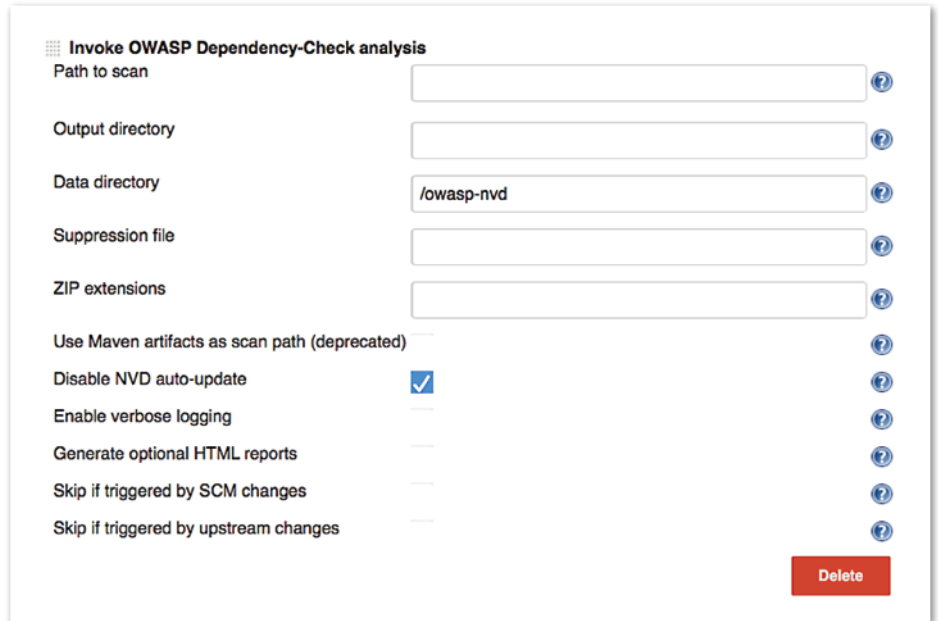 Invoke OWASP Dependency-Check analysis
Path to scan
Output directory
Data directory
/owasp-nvd
Suppression file
ZIP extensions
Use Maven artifacts as scan path (deprecated)
Disable NVD auto-update
Enable verbose logging
Generate optional HTML reports
Skip if triggered by SCM changes
Skip if triggered by upstream changes
Delete